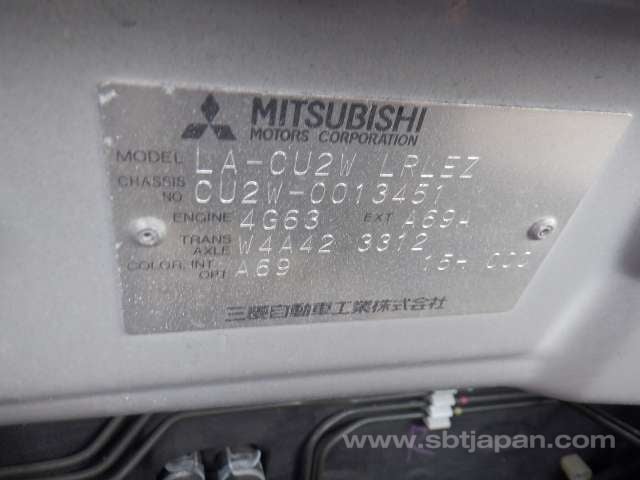 MITSUBISHI
MOTORS CORPORATION
MODEL LA-CU2W LRLEZ
CHASSIS NO. CU2W-0013451
ENGINE 4G63 EXT A69A
TRANS AXLE W4A42 3312
COLOR, INT OPT A69 15H 000
三菱自動車工業株式会社
www.sbtjapan.com